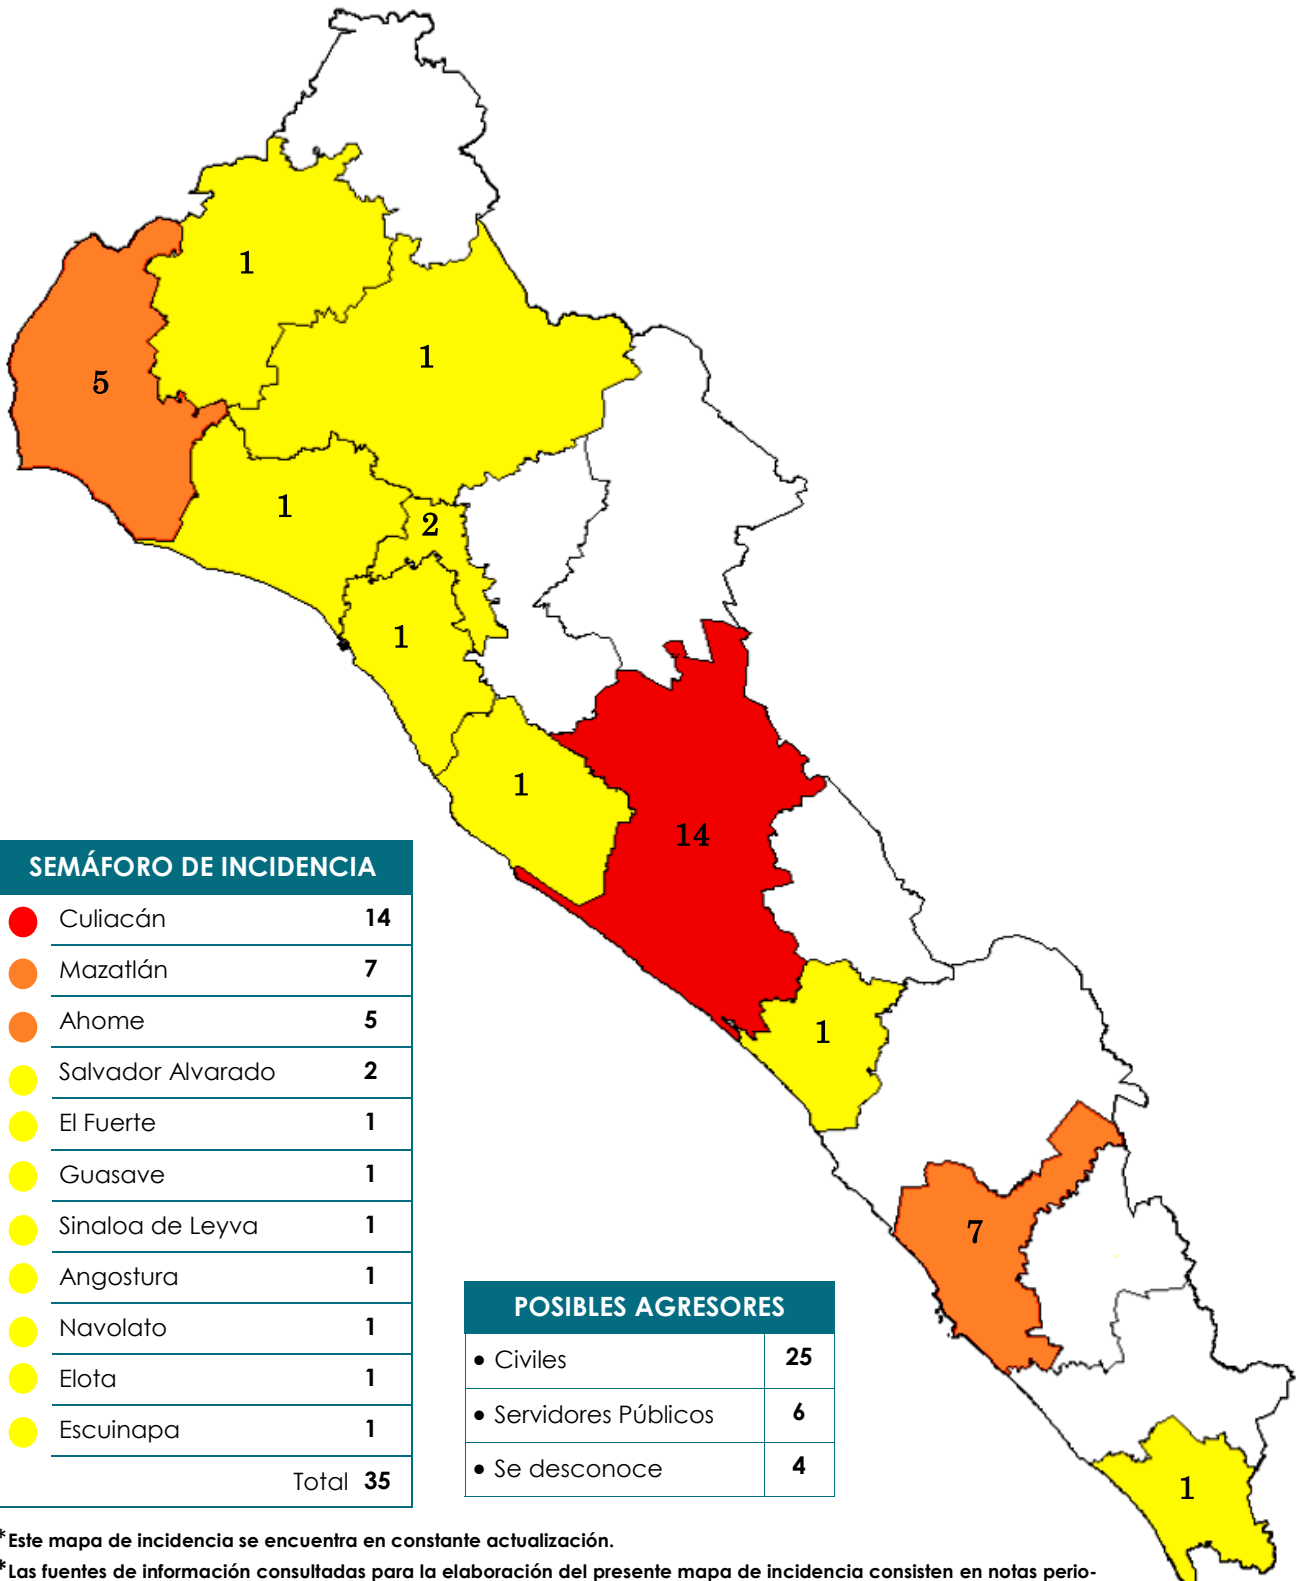 1
1
5
1
2
1
1
14
SEMÁFORO DE INCIDENCIA
Culiacán 14
Mazatlán 7
Ahome 5
Salvador Alvarado 2
El Fuerte 1
Guasave 1
Sinaloa de Leyva 1
Angostura 1
Navolato 1
Elota 1
Escuinapa 1
Total 35
1
7
POSIBLES AGRESORES
• Civiles 25
• Servidores Públicos 6
• Se desconoce 4
1
*Este mapa de incidencia se encuentra en constante actualización.
*Las fuentes de información consultadas para la elaboración del presente mapa de incidencia consisten en notas perio-